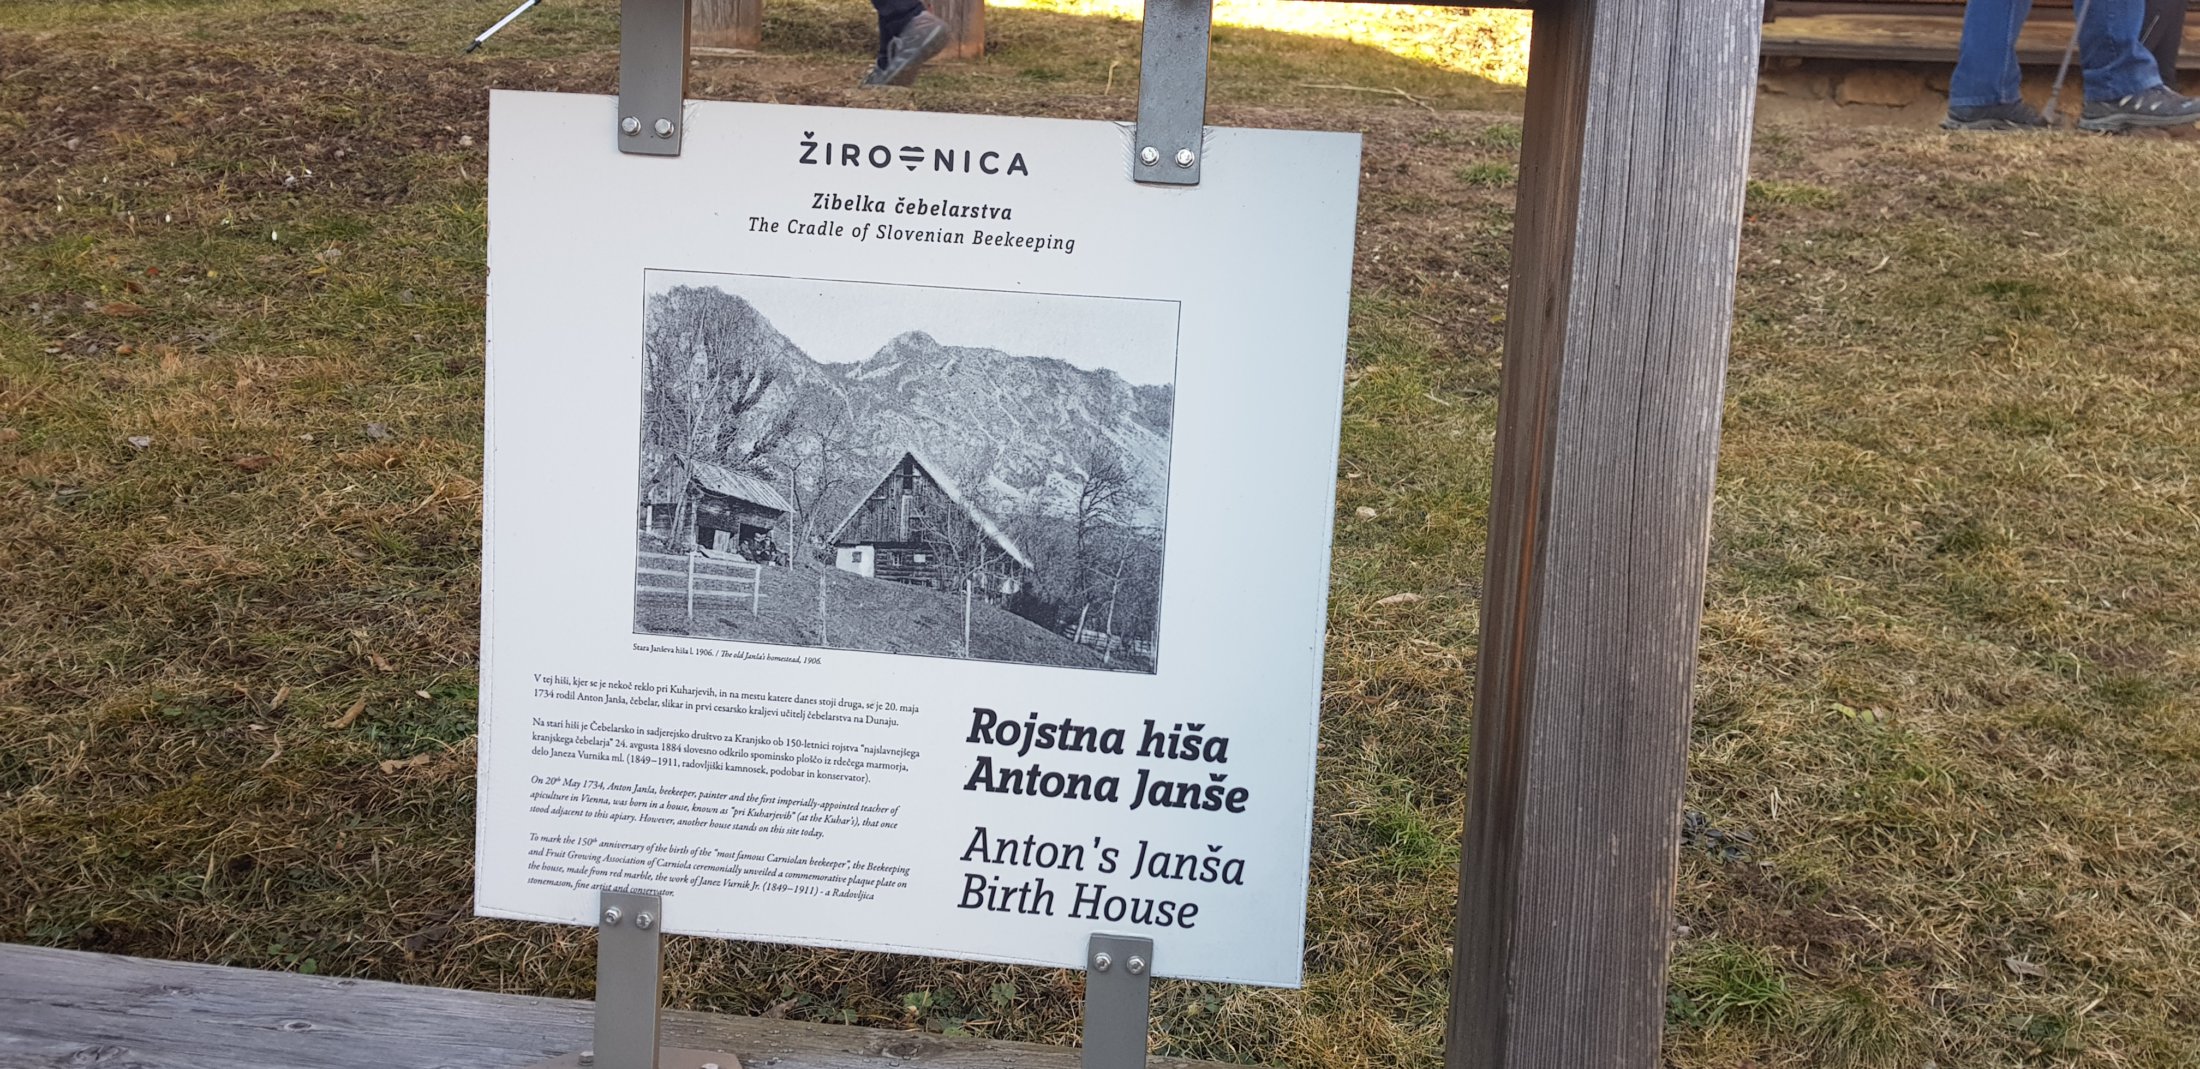 ŽIROVNICA
Zibelka čebelarstva
The Cradle of Slovenian Beekeeping
Stara Janševa hiša l. 1906. / The old Janša's homestead, 1906.
V tej hiši, kjer se je nekoč reklo pri Kuharjevih, in na mestu katere danes stoji druga, se je 20. maja
1734 rodil Anton Janša, čebelar, slikar in prvi cesarsko kraljevi učitelj čebelarstva na Dunaju.
Na stari hiši je Čebelarsko in sadjerejsko društvo za Kranjsko ob 150-letnici rojstva "najslavnejšega
kranjskega čebelarja" 24. avgusta 1884 slovesno odkrilo spominsko ploščo iz rdečega marmorja,
delo Janeza Vurnika ml. (1849–1911, radovljiški kamnosek, podobar in konservator).
On 20th May 1734, Anton Janša, beekeeper, painter and the first imperially-appointed teacher of
apiculture in Vienna, was born in a house, known as "pri Kuharjevih" (at the Kuhar's), that once
stood adjacent to this apiary. However, another house stands on this site today.
To mark the 150th anniversary of the birth of the "most famous Carniolan beekeeper", the Beekeeping
and Fruit Growing Association of Carniola ceremonially unveiled a commemorative plaque plate on
the house, made from red marble, the work of Janez Vurnik Jr. (1849–1911) - a Radovljica
stonemason, fine artist and conservator.
Rojstna hiša
Antona Janše
Anton's Janša
Birth House